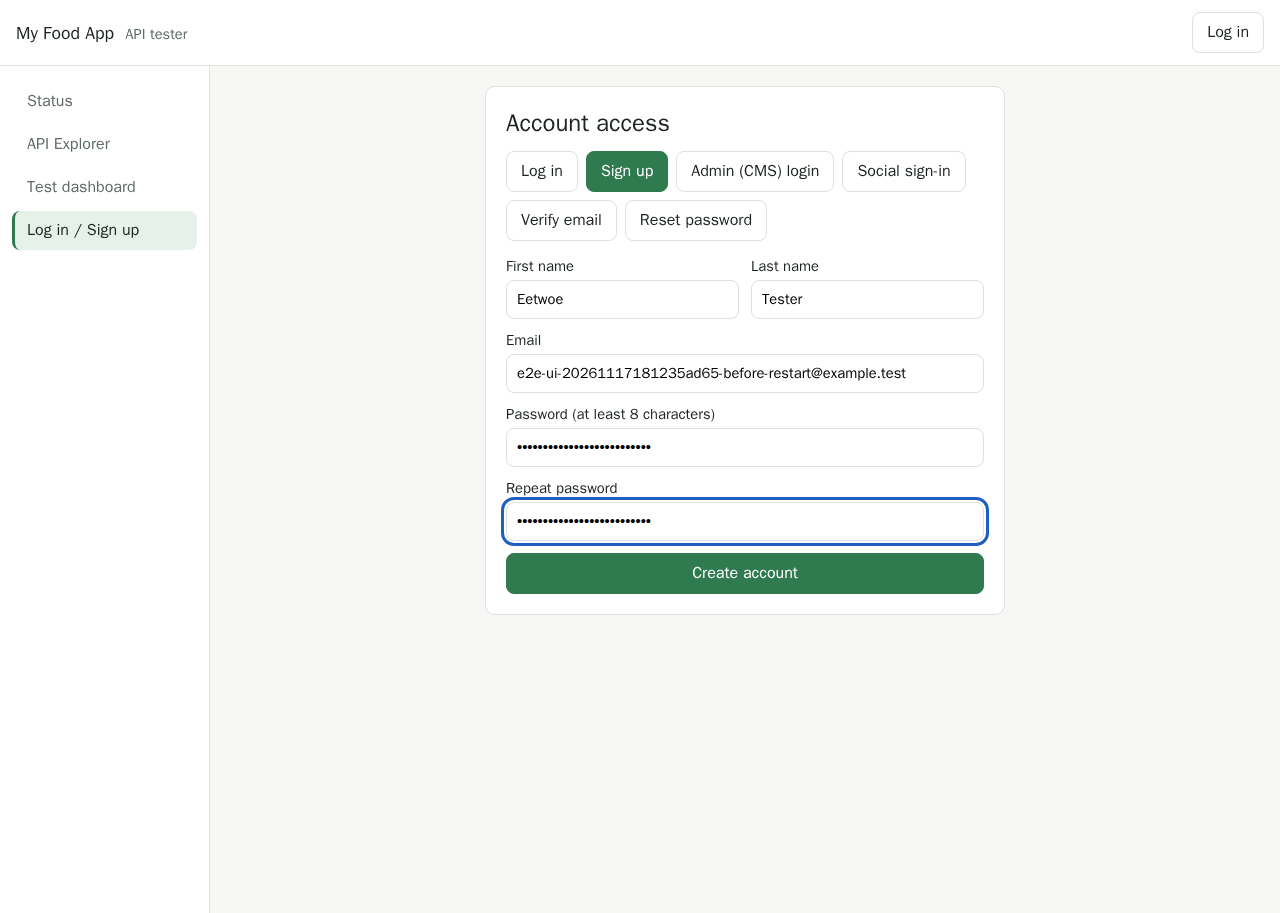 My Food App API tester
Log in
Status
API Explorer
Test dashboard
Log in / Sign up
Account access
Log in
Sign up
Admin (CMS) login
Social sign-in
Verify email
Reset password
First name
Last name
Eetwoe
Tester
Email
e2e-ui-20261117181235ad65-before-restart@example.test
Password (at least 8 characters)
••••••••••••••••••••••••••
Repeat password
••••••••••••••••••••••••••
Create account